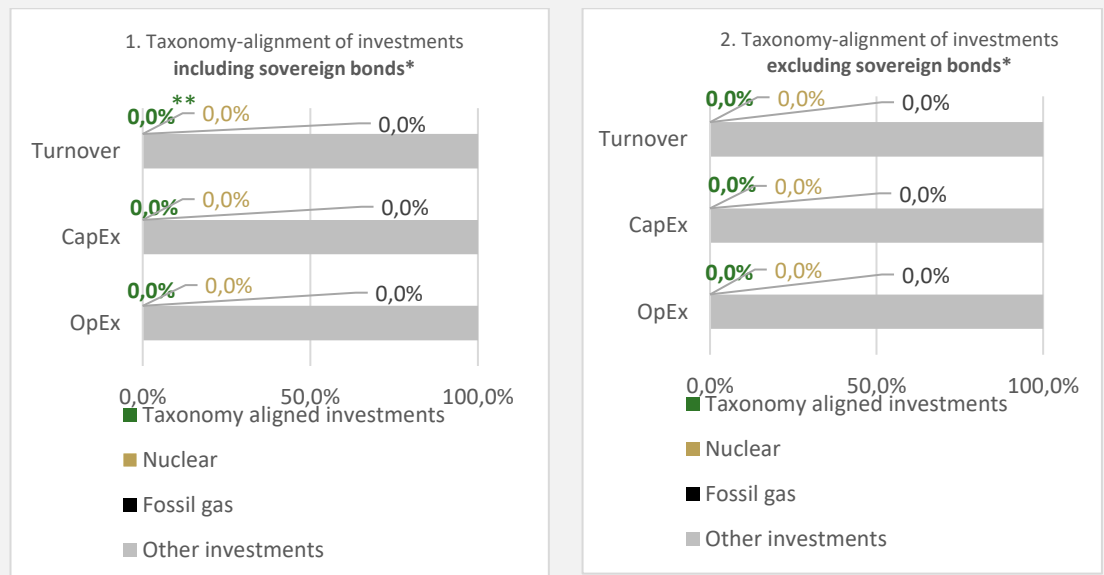 1. Taxonomy-alignment of investments
including sovereign bonds*
**
0,0% 0,0% 0,0%
Turnover
0,0% 0,0% 0,0%
CapEx
0,0% 0,0% 0,0%
OpEx
0,0% 50,0% 100,0%
Taxonomy aligned investments
Nuclear
Fossil gas
Other investments
2. Taxonomy-alignment of investments
excluding sovereign bonds*
0,0% 0,0% 0,0%
Turnover
0,0% 0,0% 0,0%
CapEx
0,0% 0,0% 0,0%
OpEx
0,0% 50,0% 100,0%
Taxonomy aligned investments
Nuclear
Fossil gas
Other investments